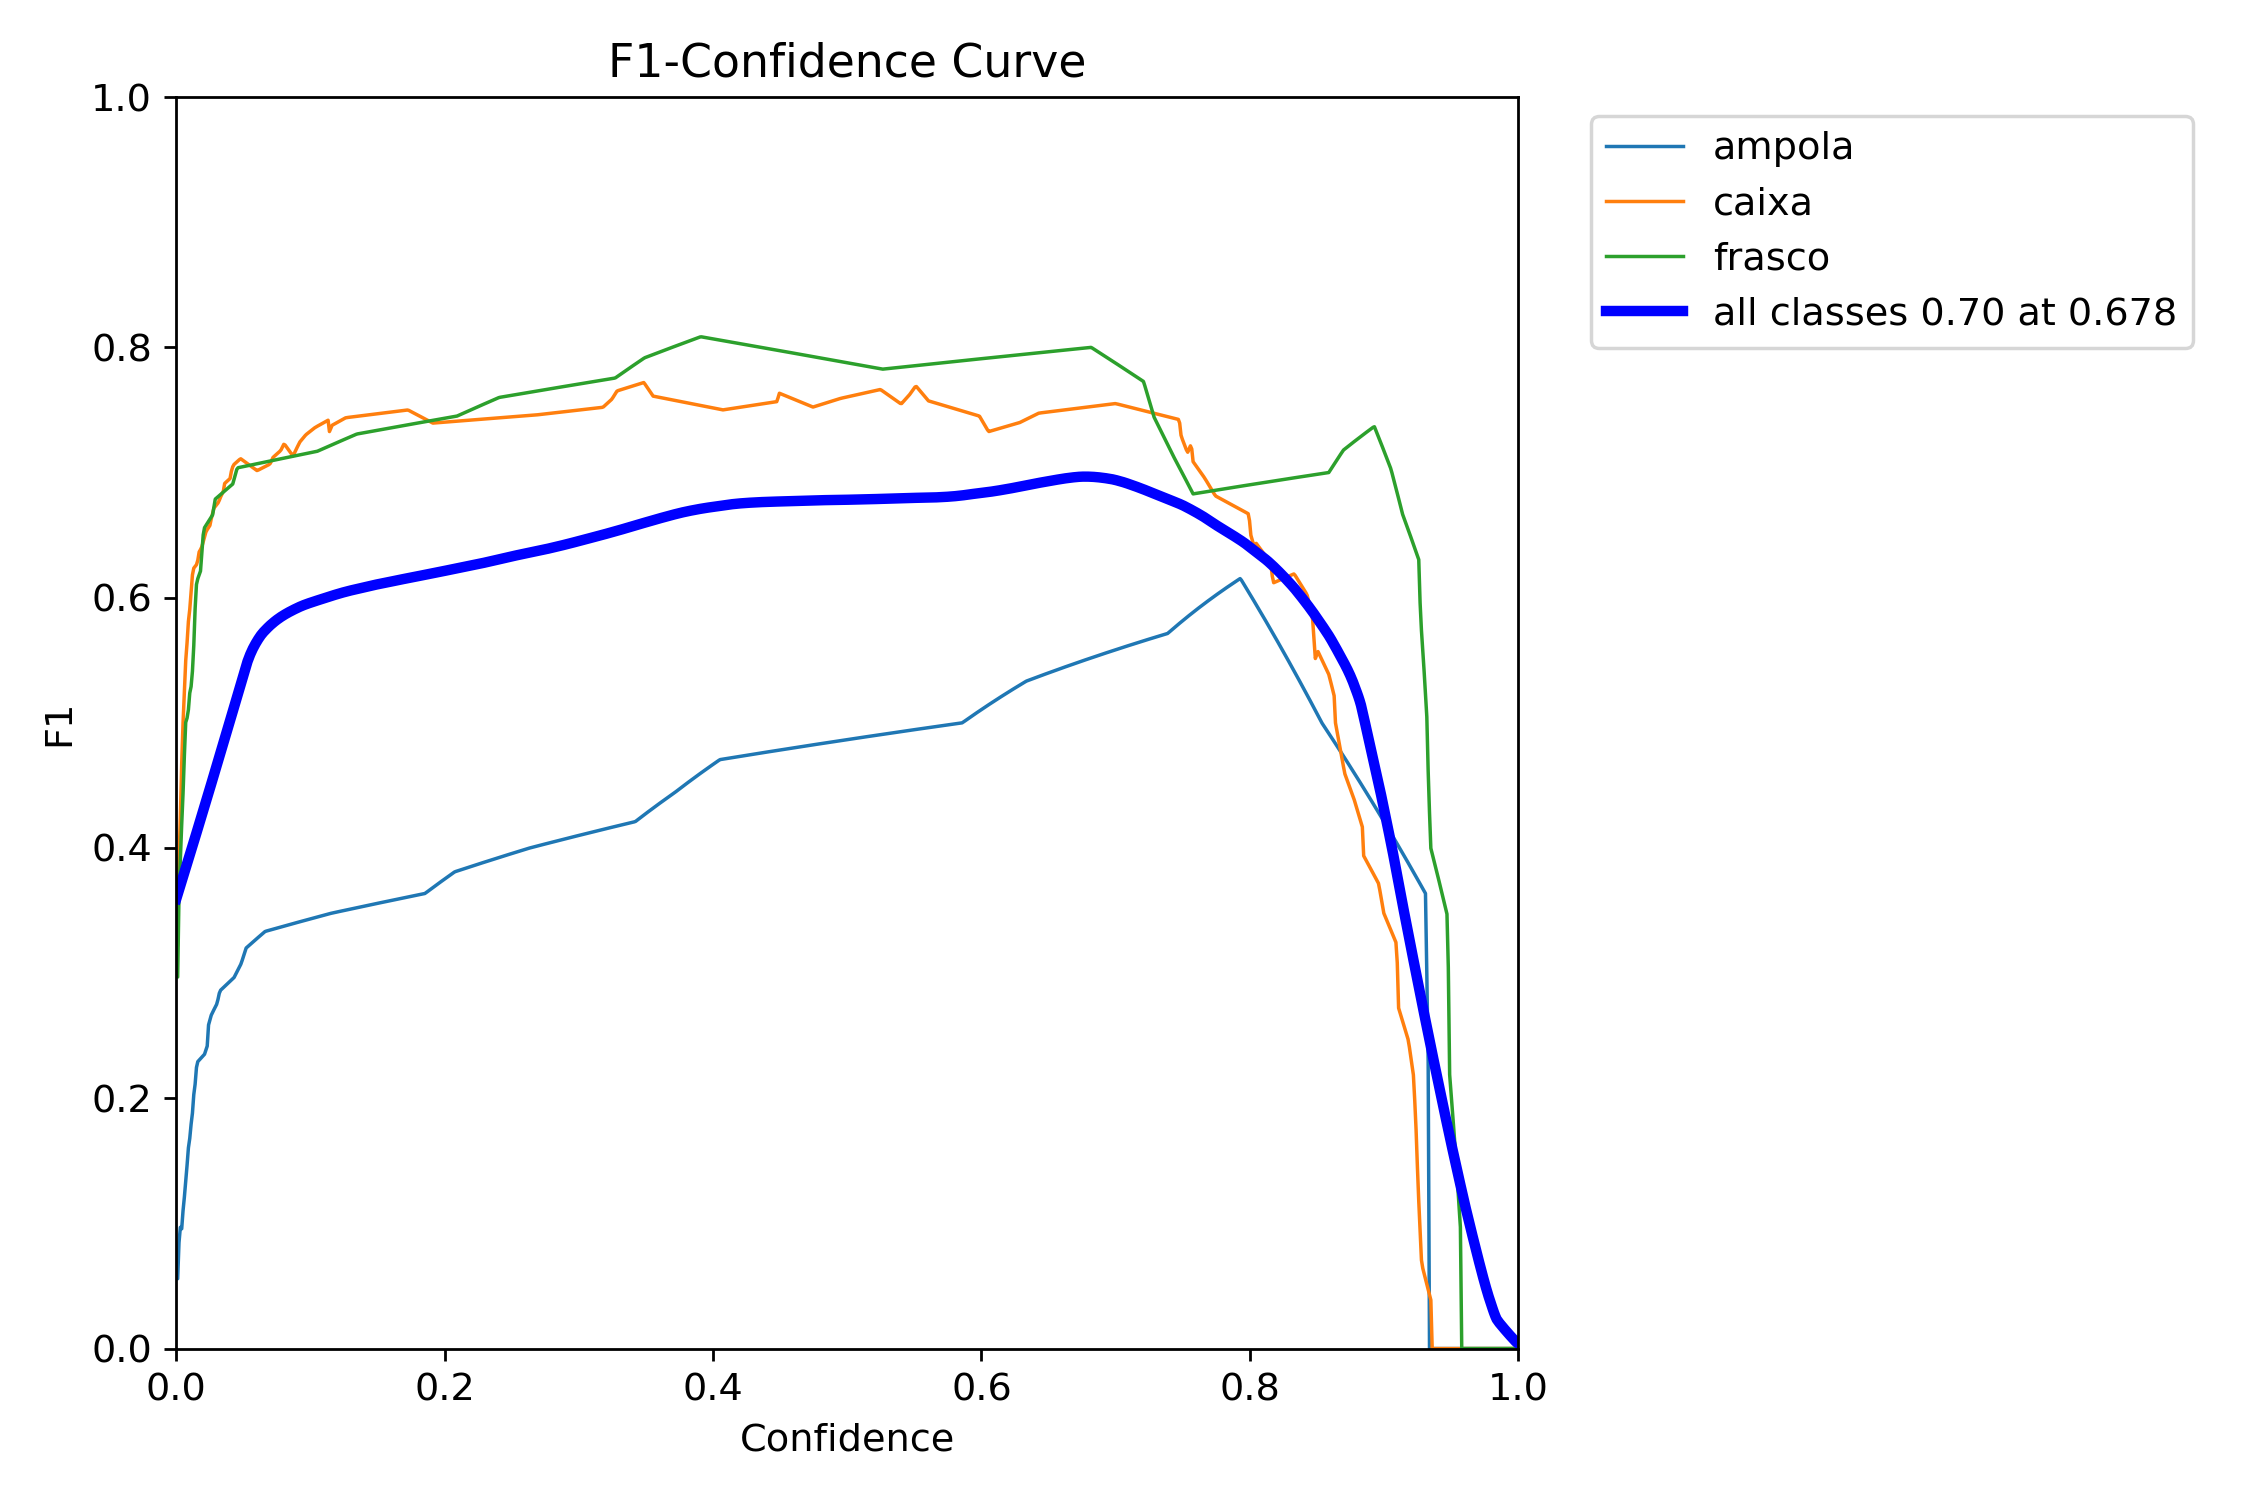 F1-Confidence Curve
1.0
0.8
0.6
0.4
0.2
0.0
F1
0.0 0.2 0.4 0.6 0.8 1.0
Confidence
ampola
caixa
frasco
all classes 0.70 at 0.678